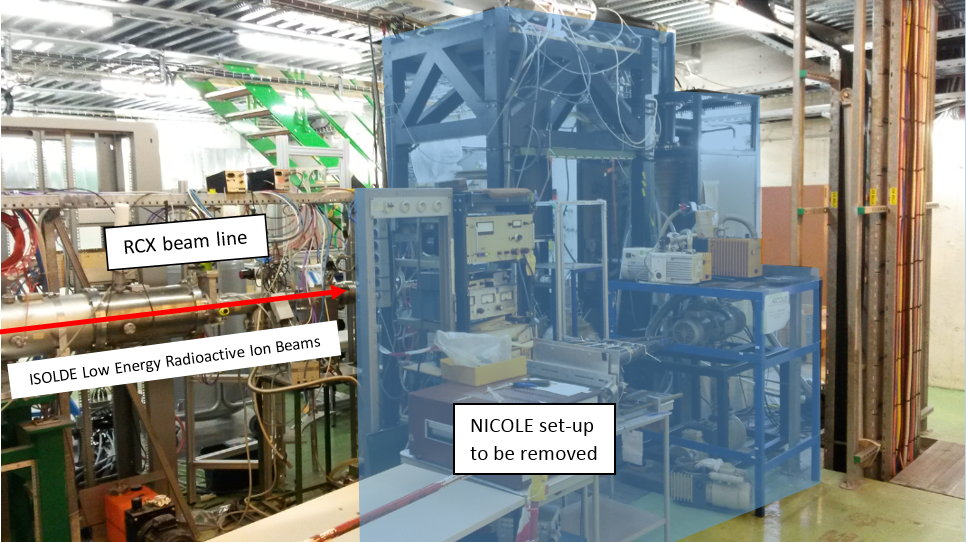 RCX beam line
ISOLDE Low Energy Radioactive Ion Beams
NICOLE set-up
to be removed